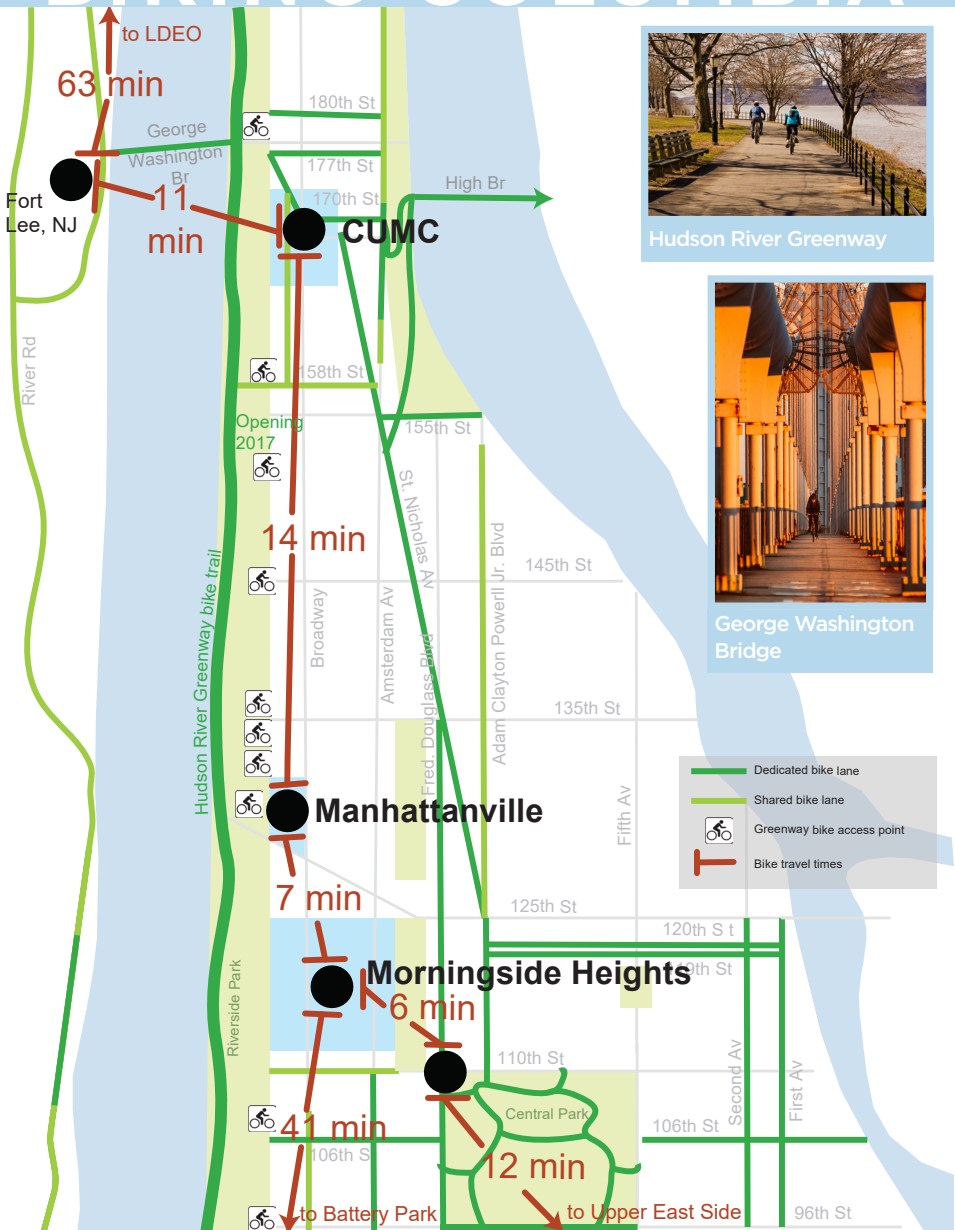 BIKING COLUMBIA
to LDEO
63 min
180th St
George
Washington
Br
177th St
Fort
Lee, NJ
11
min
170th St
High Br
CUMC
Hudson River Greenway
River Rd
158th St
Opening
2017
155th St
St. Nicholas Av
14 min
145th St
George Washington
Bridge
Hudson River Greenway bike trail
Broadway
Amsterdam Av
Fred. Douglass Blvd
Adam Clayton Powerll Jr. Blvd
135th St
Fifth Av
Dedicated bike lane
Shared bike lane
Greenway bike access point
Bike travel times
Manhattanville
7 min
125th St
120th S t
119th St
Morningside Heights
6 min
Riverside Park
110th St
Second Av
First Av
Central Park
41 min
106th S
106th St
12 min
to Battery Park
to Upper East Side
96th St